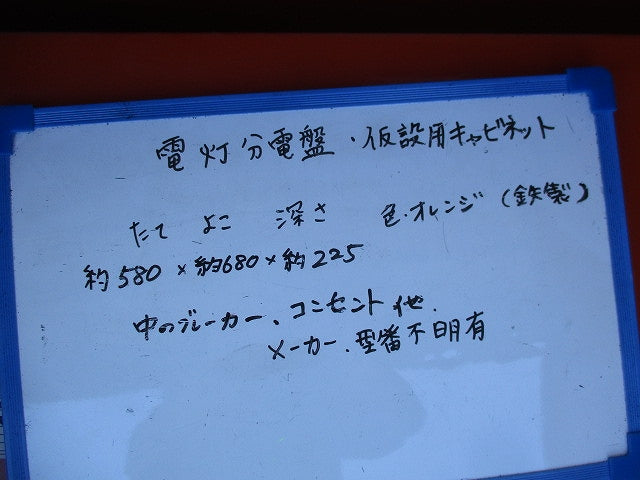 電灯分電盤・仮設用キャビネット
たて よこ 深さ 色・オレンジ(鉄製)
約580×約680×約225
中のブレーカー、コンセント他.
メーカー.型番不明有